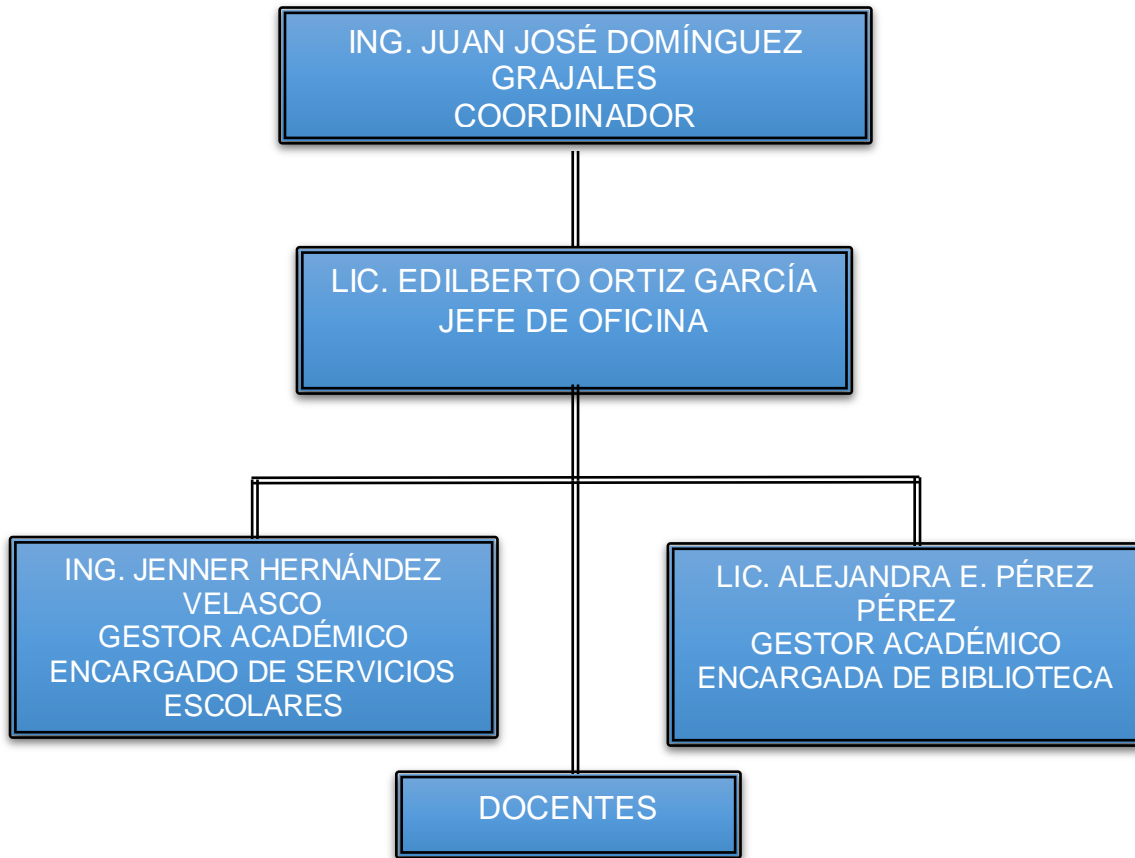 ING. JUAN JOSÉ DOMÍNGUEZ
GRAJALES
COORDINADOR
LIC. EDILBERTO ORTIZ GARCÍA
JEFE DE OFICINA
ING. JENNER HERNÁNDEZ
VELASCO
GESTOR ACADÉMICO
ENCARGADO DE SERVICIOS
ESCOLARES
LIC. ALEJANDRA E. PÉREZ
PÉREZ
GESTOR ACADÉMICO
ENCARGADA DE BIBLIOTECA
DOCENTES